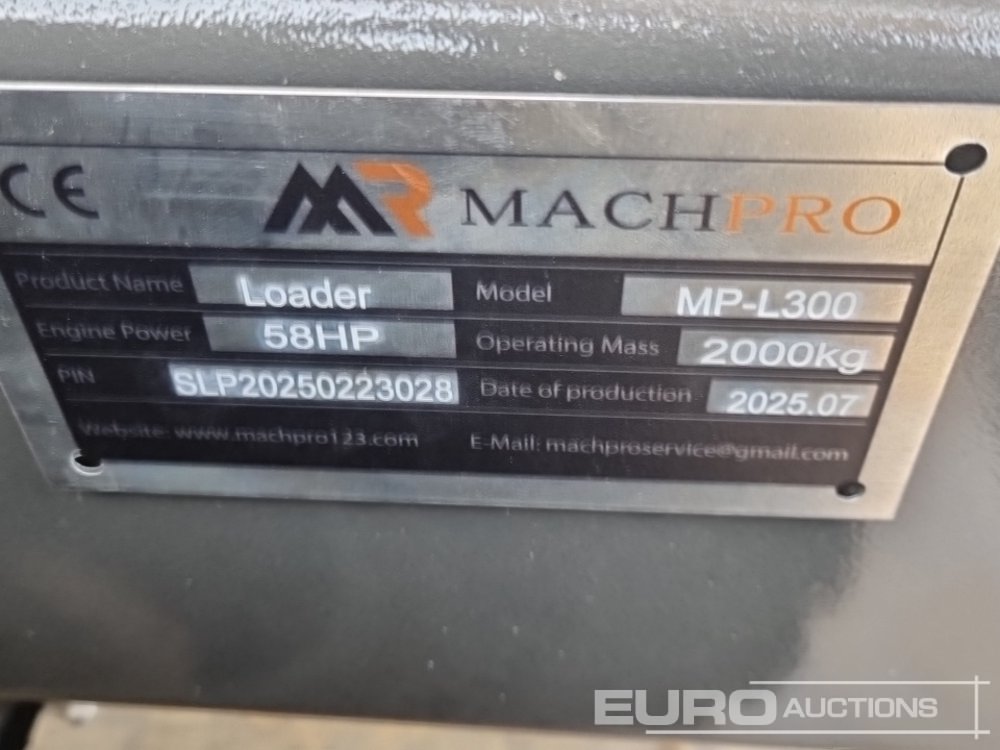 CE MR MACHPRO
Product Name Loader Model MP-L300
Engine Power 58HP Operating Mass 2000kg
PIN SLP20250223028 Date of production 2025.07
Website: www.machpro123.com E-Mail: machproservice@gmail.com
EURO AUCTIONS